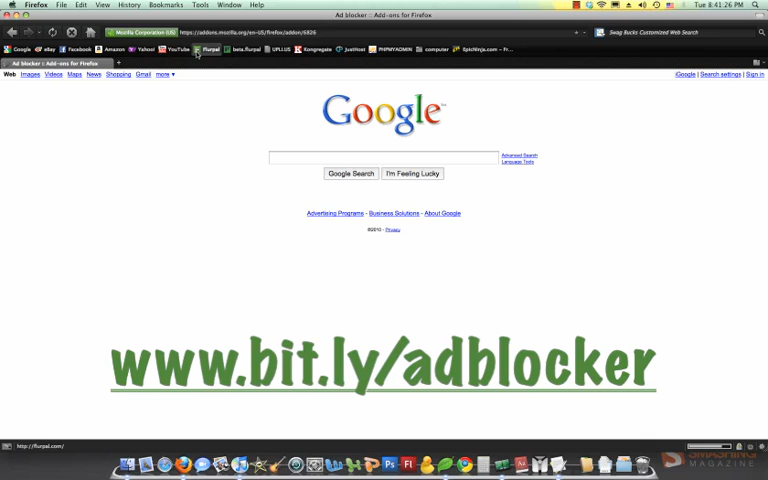 Firefox File Edit View History Bookmarks Tools Window Help Tue 8:41:26 PM
Ad blocker :: Add-ons for Firefox
Mozilla Corporation (US) https://addons.mozilla.org/en-US/firefox/addon/6826 Swag Bucks Customized Web Search
Google eBay Facebook Amazon Yahoo! YouTube Flurpal beta.flurpal UPLI.US Kongregate JustHost PHPMYADMIN computer EpicNinja.com - Fr...
Ad blocker :: Add-ons for Firefox
Web Images Videos Maps News Shopping Gmail more ▾ iGoogle | Search settings | Sign in
Google
Advanced Search
Language Tools
Google Search I'm Feeling Lucky
Advertising Programs - Business Solutions - About Google
©2010 - Privacy
www.bit.ly/adblocker
http://flurpal.com/
Ps Fl
SMASHING
MAGAZINE